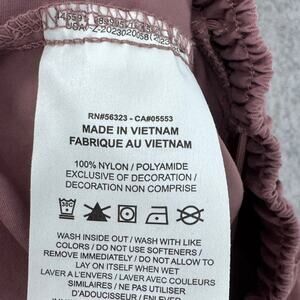 RN#56323 - CA#05553
MADE IN VIETNAM
FABRIQUE AU VIETNAM
100% NYLON / POLYAMIDE
EXCLUSIVE OF DECORATION /
DECORATION NON COMPRISE
WASH INSIDE OUT / WASH WITH LIKE
COLORS / DO NOT USE SOFTENERS /
REMOVE IMMEDIATELY / DO NOT ALLOW TO
LAY ON ITSELF WHEN WET
LAVER A L'ENVERS / LAVER AVEC COULEURS
SIMILAIRES / NE PAS UTILISER
D'ADOUCISSEUR / ENLEVER